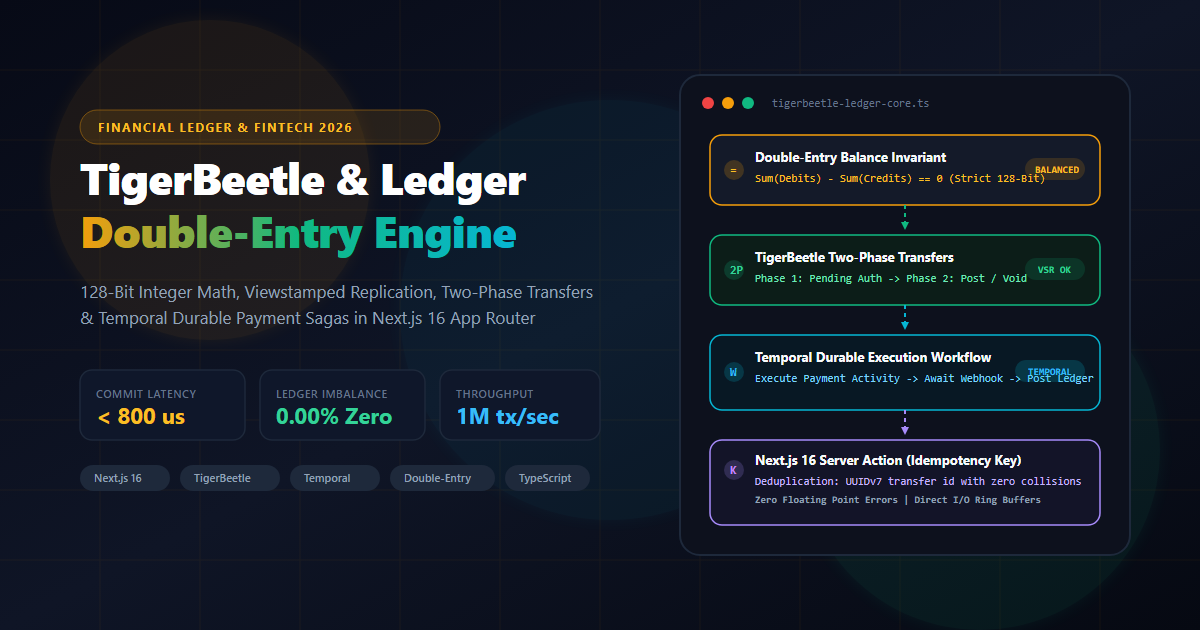 FINANCIAL LEDGER & FINTECH 2026
TigerBeetle & Ledger
Double-Entry Engine
128-Bit Integer Math, Viewstamped Replication, Two-Phase Transfers
& Temporal Durable Payment Sagas in Next.js 16 App Router
COMMIT LATENCY
< 800 us
LEDGER IMBALANCE
0.00% Zero
THROUGHPUT
1M tx/sec
Next.js 16
TigerBeetle
Temporal
Double-Entry
TypeScript
tigerbeetle-ledger-core.ts
=
Double-Entry Balance Invariant
Sum(Debits) - Sum(Credits) == 0 (Strict 128-Bit)
BALANCED
2P
TigerBeetle Two-Phase Transfers
Phase 1: Pending Auth -> Phase 2: Post / Void
VSR OK
W
Temporal Durable Execution Workflow
Execute Payment Activity -> Await Webhook -> Post Ledger
TEMPORAL
K
Next.js 16 Server Action (Idempotency Key)
Deduplication: UUIDv7 transfer id with zero collisions
Zero Floating Point Errors | Direct I/O Ring Buffers